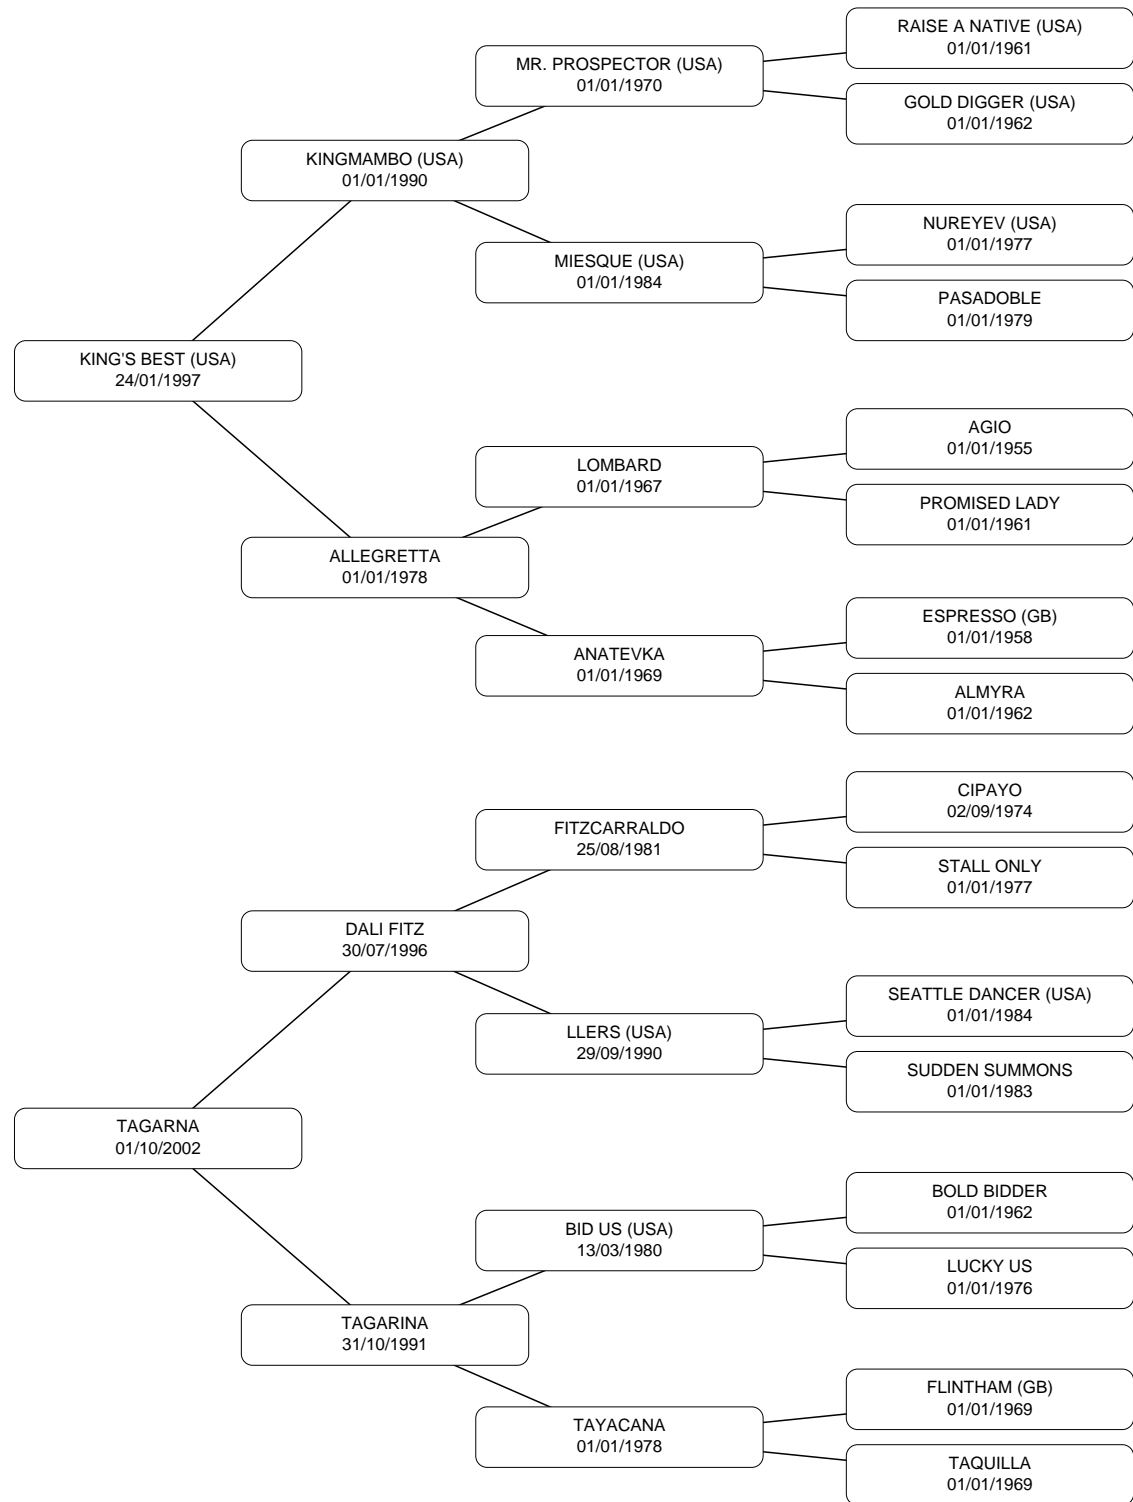 RAISE A NATIVE (USA)
01/01/1961
MR. PROSPECTOR (USA)
01/01/1970
GOLD DIGGER (USA)
01/01/1962
KINGMAMBO (USA)
01/01/1990
NUREYEV (USA)
01/01/1977
MIESQUE (USA)
01/01/1984
PASADOBLE
01/01/1979
KING'S BEST (USA)
24/01/1997
AGIO
01/01/1955
LOMBARD
01/01/1967
PROMISED LADY
01/01/1961
ALLEGRETTA
01/01/1978
ESPRESSO (GB)
01/01/1958
ANATEVKA
01/01/1969
ALMYRA
01/01/1962
CIPAYO
02/09/1974
FITZCARRALDO
25/08/1981
STALL ONLY
01/01/1977
DALI FITZ
30/07/1996
SEATTLE DANCER (USA)
01/01/1984
LLERS (USA)
29/09/1990
SUDDEN SUMMONS
01/01/1983
TAGARNA
01/10/2002
BOLD BIDDER
01/01/1962
BID US (USA)
13/03/1980
LUCKY US
01/01/1976
TAGARINA
31/10/1991
FLINTHAM (GB)
01/01/1969
TAYACANA
01/01/1978
TAQUILLA
01/01/1969